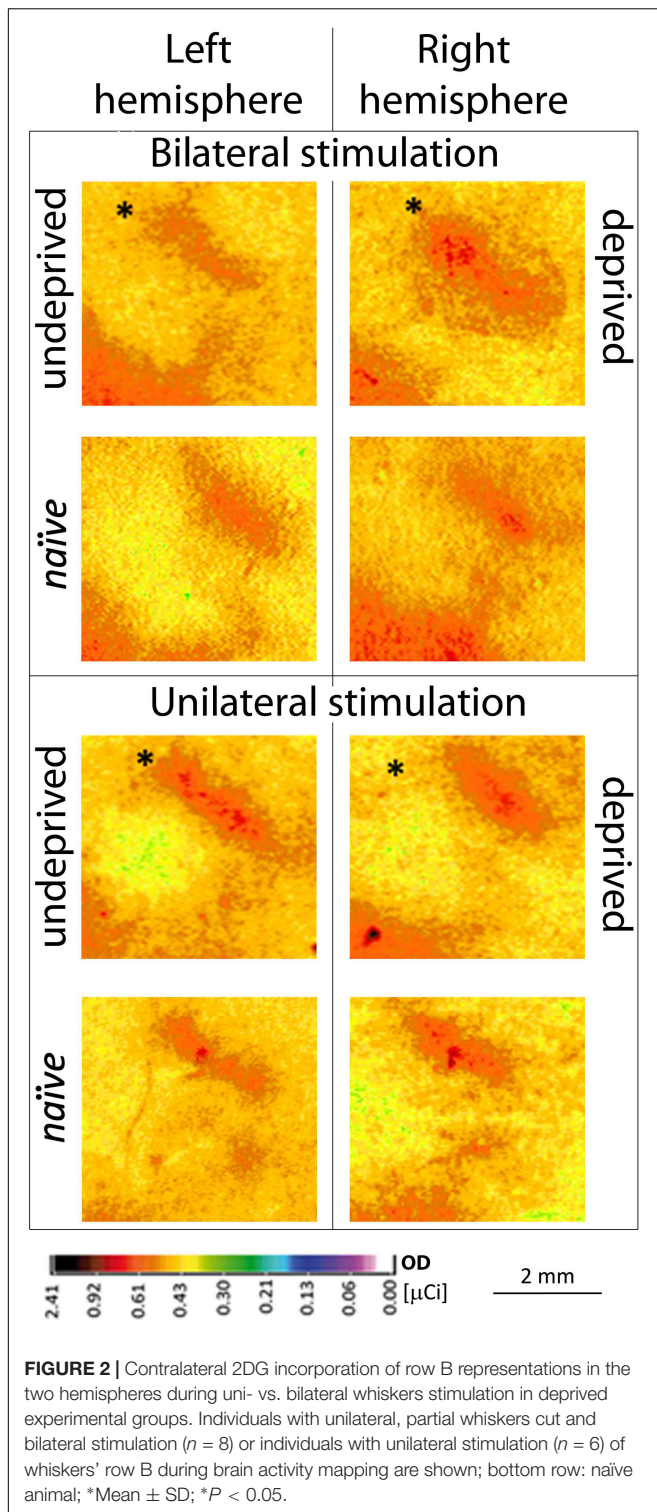 Left Right
hemisphere hemisphere
Bilateral stimulation
undeprived * * deprived
naïve
Unilateral stimulation
undeprived * * deprived
naïve
OD
[μCi]
2.41 0.92 0.61 0.43 0.30 0.21 0.13 0.06 0.00
2 mm
FIGURE 2 | Contralateral 2DG incorporation of row B representations in the
two hemispheres during uni- vs. bilateral whiskers stimulation in deprived
experimental groups. Individuals with unilateral, partial whiskers cut and
bilateral stimulation (n = 8) or individuals with unilateral stimulation (n = 6) of
whiskers' row B during brain activity mapping are shown; bottom row: naïve
animal; *Mean ± SD; *P < 0.05.